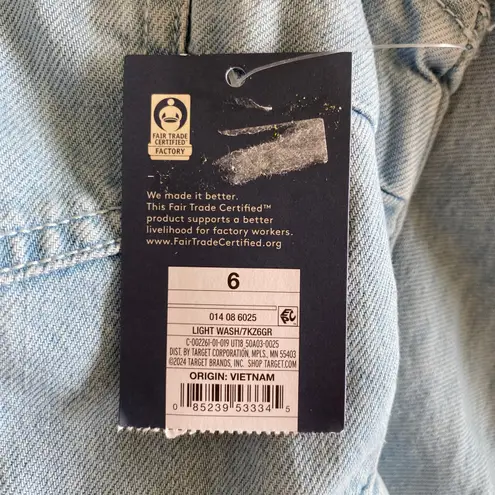 FAIR TRADE
CERTIFIED
FACTORY
We made it better.
This Fair Trade Certified™
product supports a better
livelihood for factory workers.
www.FairTradeCertified.org
6
014 08 6025
LIGHT WASH/7KZ6GR
C-D02261-01-019 UT18 50A03-0025
DIST. BY TARGET CORPORATION, MPLS., MN 55403
©2024 TARGET BRANDS, INC. SHOP TARGET.COM
ORIGIN: VIETNAM
0 85239 53334 5